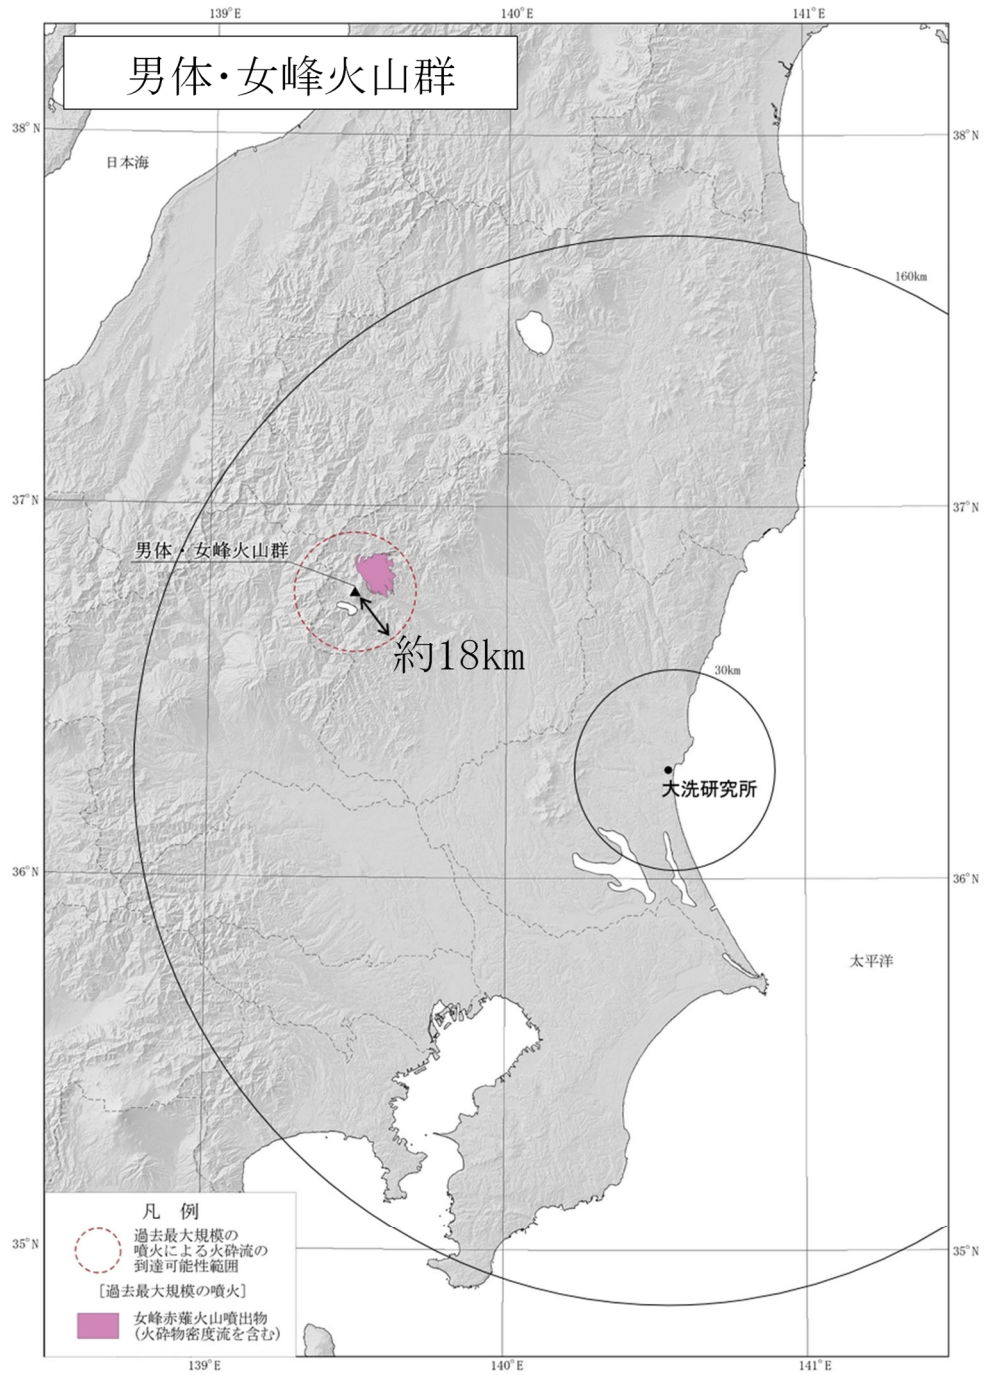 139°E
140°E
141°E
男体・女峰火山群
38°N
38°N
日本海
160km
37°N
37°N
男体・女峰火山群
約18km
30km
大洗研究所
36°N
36°N
太平洋
凡 例
過去最大規模の
噴火による火砕流の
到達可能性範囲
[過去最大規模の噴火]
女峰赤薙火山噴出物
(火砕物密度流を含む)
35°N
35°N
139°E
140°E
141°E